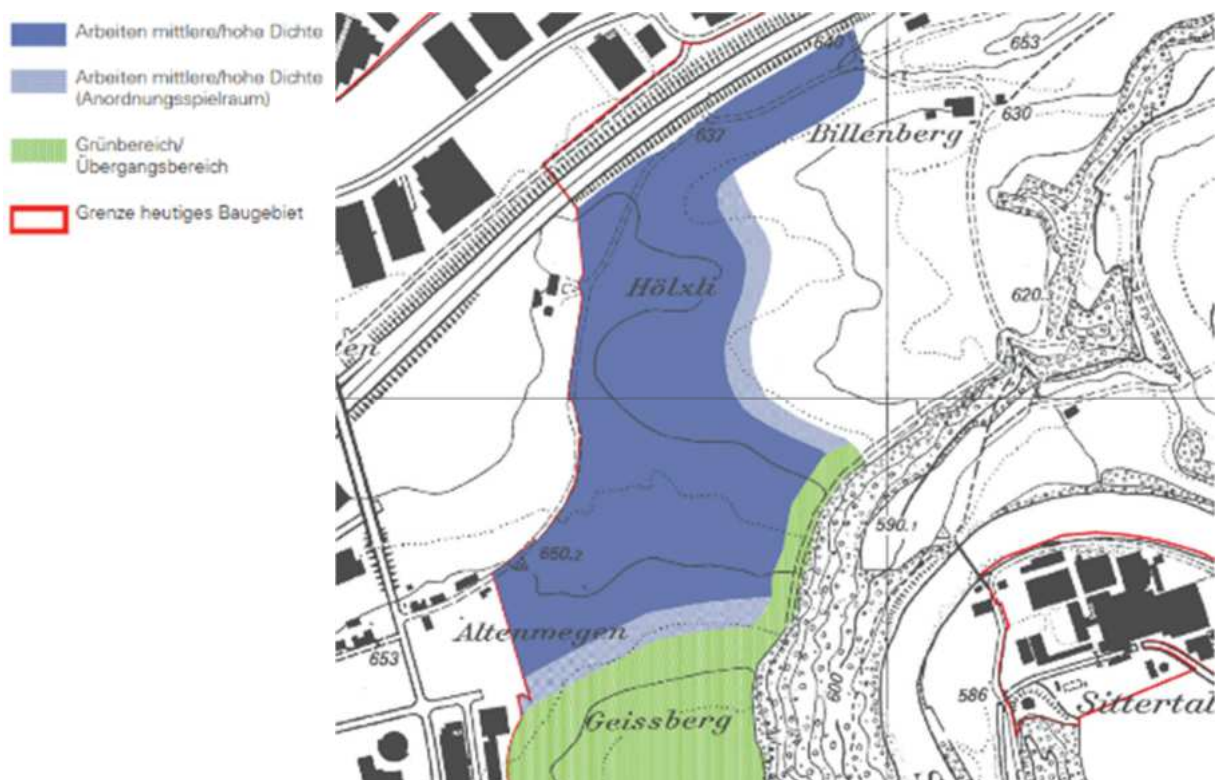 Arbeiten mittlere/hohe Dichte
Arbeiten mittlere/hohe Dichte
(Anordnungsspielraum)
Grünbereich/
Übergangsbereich
Grenze heutiges Baugebiet
640
653
637
Billenberg
630
Hölxli
620.
650.2
590.1
Altenwegen
653
600
586
Geissberg
Sittertal